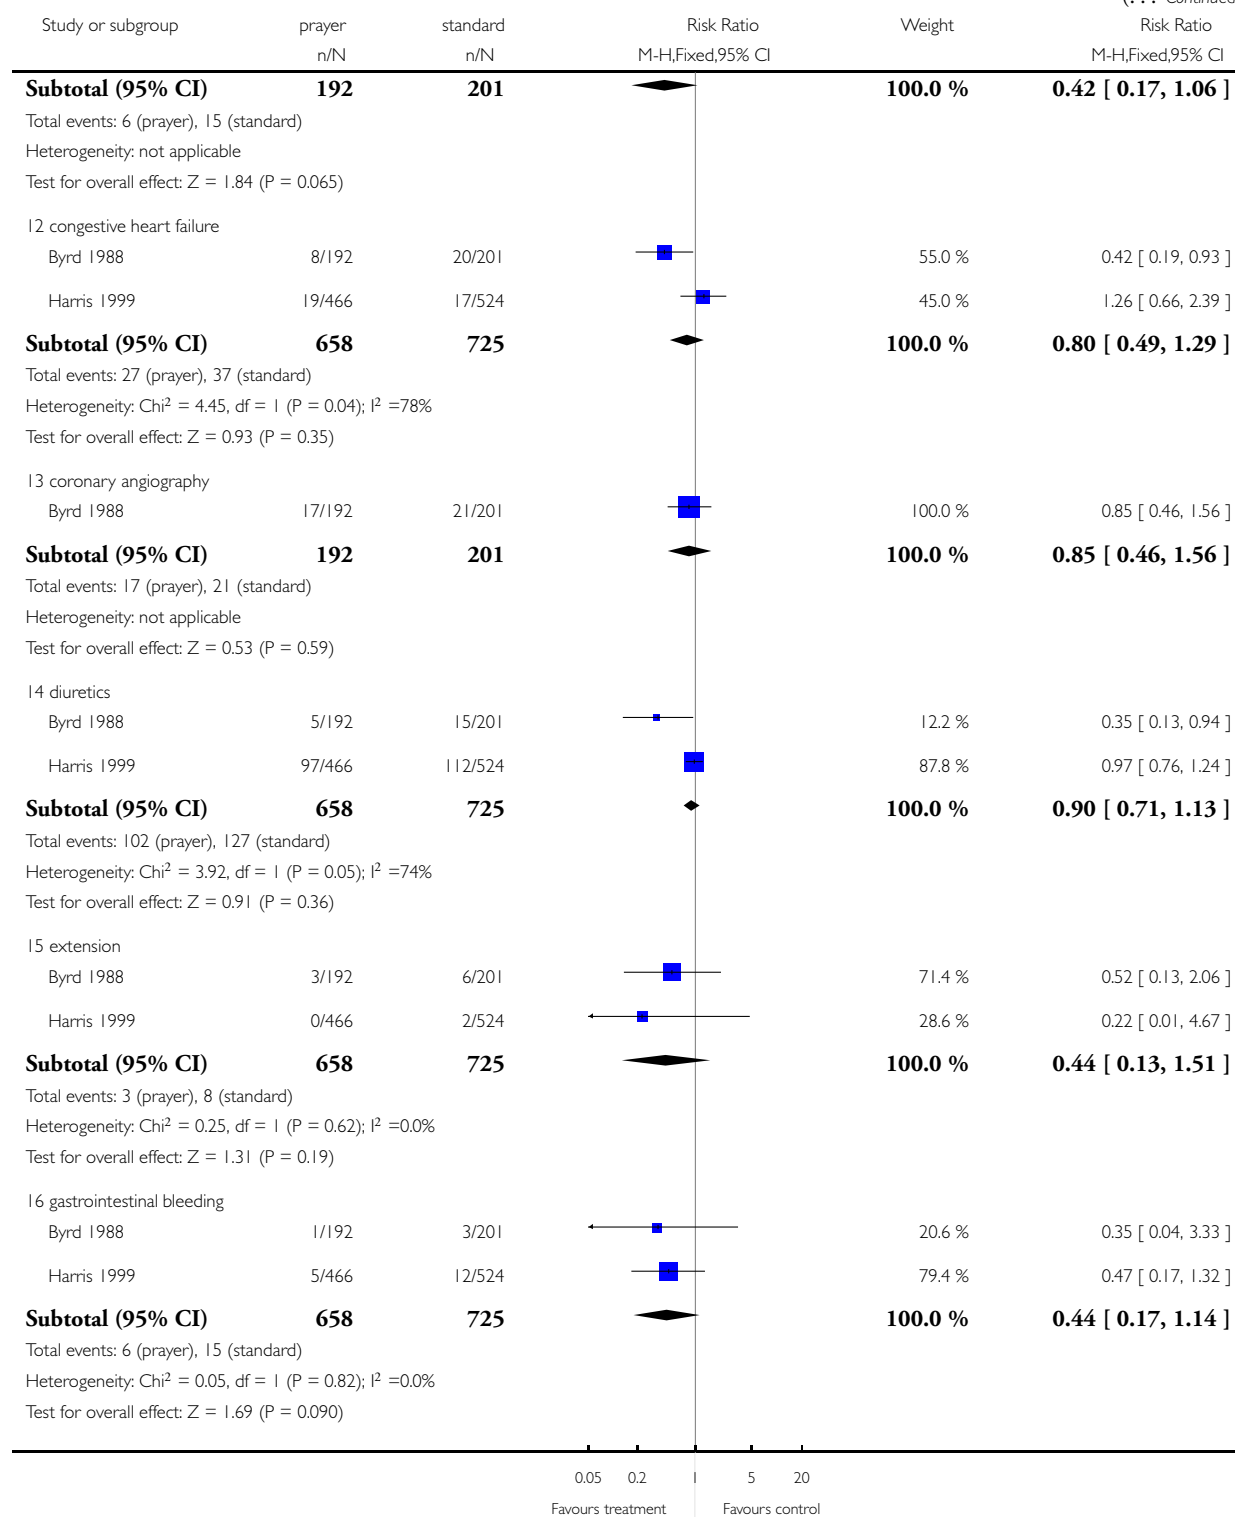 (... Continued
Study or subgroup prayer standard Risk Ratio Weight Risk Ratio
n/N n/N M-H,Fixed,95% CI M-H,Fixed,95% CI
Subtotal (95% CI) 192 201 100.0 % 0.42 [ 0.17, 1.06 ]
Total events: 6 (prayer), 15 (standard)
Heterogeneity: not applicable
Test for overall effect: Z = 1.84 (P = 0.065)
12 congestive heart failure
Byrd 1988 8/192 20/201 55.0 % 0.42 [ 0.19, 0.93 ]
Harris 1999 19/466 17/524 45.0 % 1.26 [ 0.66, 2.39 ]
Subtotal (95% CI) 658 725 100.0 % 0.80 [ 0.49, 1.29 ]
Total events: 27 (prayer), 37 (standard)
Heterogeneity: Chi² = 4.45, df = 1 (P = 0.04); I² =78%
Test for overall effect: Z = 0.93 (P = 0.35)
13 coronary angiography
Byrd 1988 17/192 21/201 100.0 % 0.85 [ 0.46, 1.56 ]
Subtotal (95% CI) 192 201 100.0 % 0.85 [ 0.46, 1.56 ]
Total events: 17 (prayer), 21 (standard)
Heterogeneity: not applicable
Test for overall effect: Z = 0.53 (P = 0.59)
14 diuretics
Byrd 1988 5/192 15/201 12.2 % 0.35 [ 0.13, 0.94 ]
Harris 1999 97/466 112/524 87.8 % 0.97 [ 0.76, 1.24 ]
Subtotal (95% CI) 658 725 100.0 % 0.90 [ 0.71, 1.13 ]
Total events: 102 (prayer), 127 (standard)
Heterogeneity: Chi² = 3.92, df = 1 (P = 0.05); I² =74%
Test for overall effect: Z = 0.91 (P = 0.36)
15 extension
Byrd 1988 3/192 6/201 71.4 % 0.52 [ 0.13, 2.06 ]
Harris 1999 0/466 2/524 28.6 % 0.22 [ 0.01, 4.67 ]
Subtotal (95% CI) 658 725 100.0 % 0.44 [ 0.13, 1.51 ]
Total events: 3 (prayer), 8 (standard)
Heterogeneity: Chi² = 0.25, df = 1 (P = 0.62); I² =0.0%
Test for overall effect: Z = 1.31 (P = 0.19)
16 gastrointestinal bleeding
Byrd 1988 1/192 3/201 20.6 % 0.35 [ 0.04, 3.33 ]
Harris 1999 5/466 12/524 79.4 % 0.47 [ 0.17, 1.32 ]
Subtotal (95% CI) 658 725 100.0 % 0.44 [ 0.17, 1.14 ]
Total events: 6 (prayer), 15 (standard)
Heterogeneity: Chi² = 0.05, df = 1 (P = 0.82); I² =0.0%
Test for overall effect: Z = 1.69 (P = 0.090)
0.05 0.2 1 5 20
Favours treatment Favours control